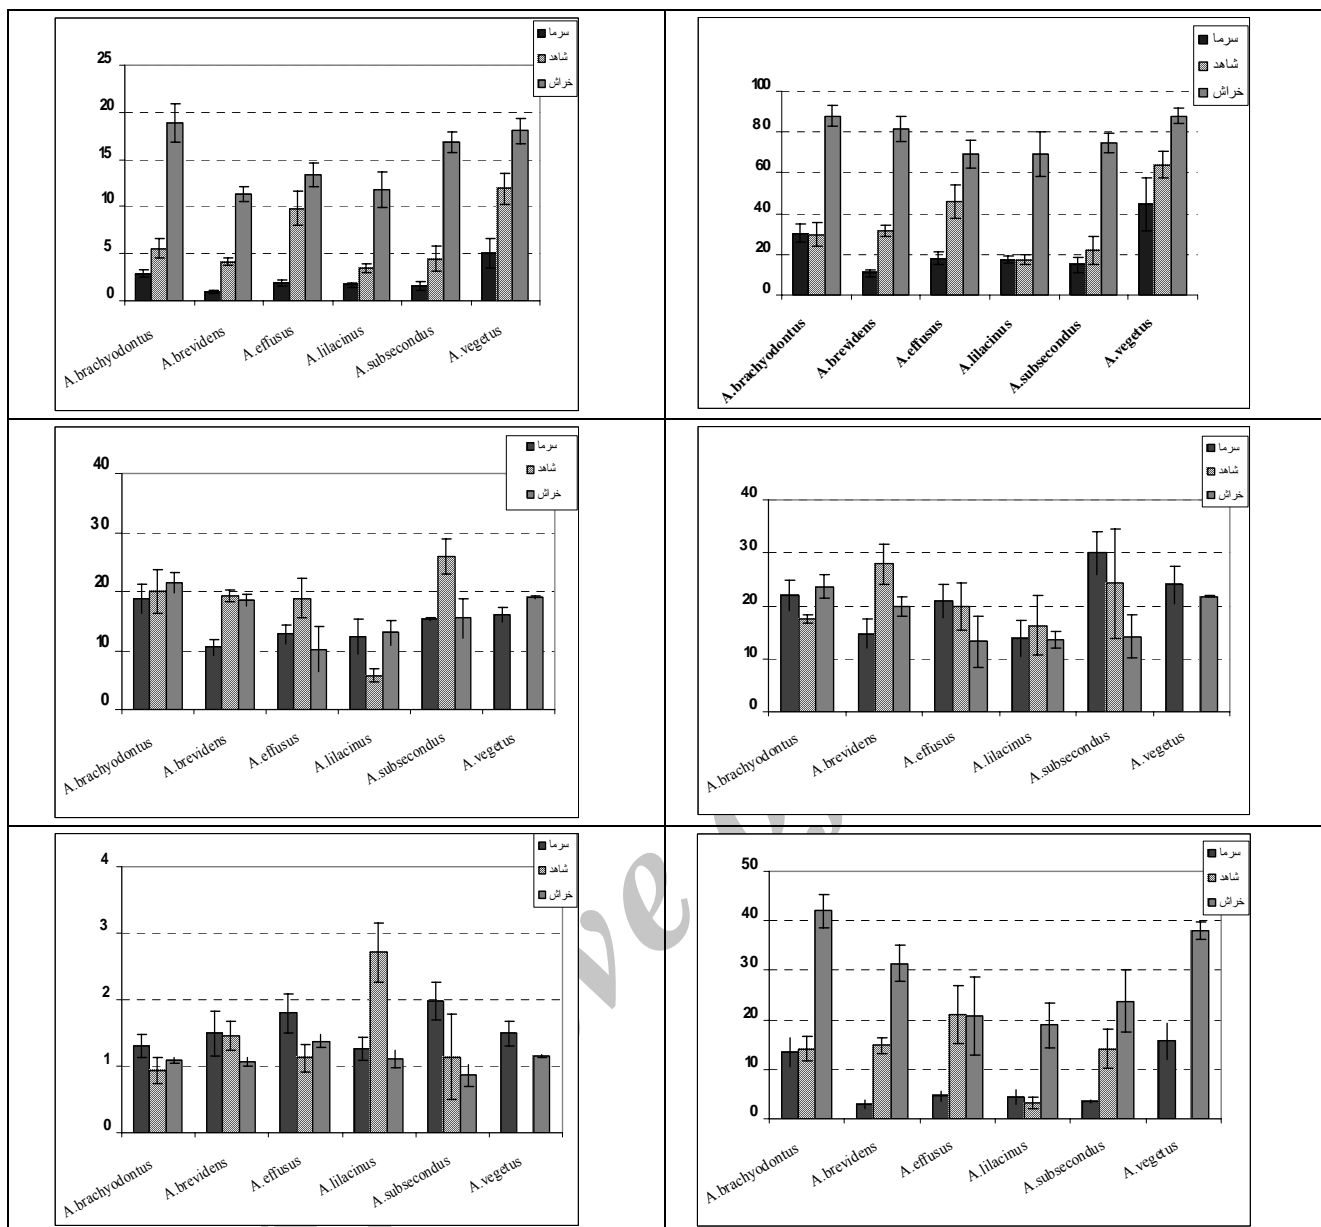 سرما
شاهد
خراش
25
20
15
10
5
0
A.brachyodontus
A.brevidens
A.effusus
A.lilacinus
A.subsecondus
A.vegetus
سرما
شاهد
خراش
100
80
60
40
20
0
A.brachyodontus
A.brevidens
A.effusus
A.lilacinus
A.subsecondus
A.vegetus
سرما
شاهد
خراش
40
30
20
10
0
A.brachyodontus
A.brevidens
A.effusus
A.lilacinus
A.subsecondus
A.vegetus
سرما
شاهد
خراش
40
30
20
10
0
A.brachyodontus
A.brevidens
A.effusus
A.lilacinus
A.subsecondus
A.vegetus
سرما
شاهد
خراش
4
3
2
1
0
A.brachyodontus
A.brevidens
A.effusus
A.lilacinus
A.subsecondus
A.vegetus
سرما
شاهد
خراش
50
40
30
20
10
0
A.brachyodontus
A.brevidens
A.effusus
A.lilacinus
A.subsecondus
A.vegetus